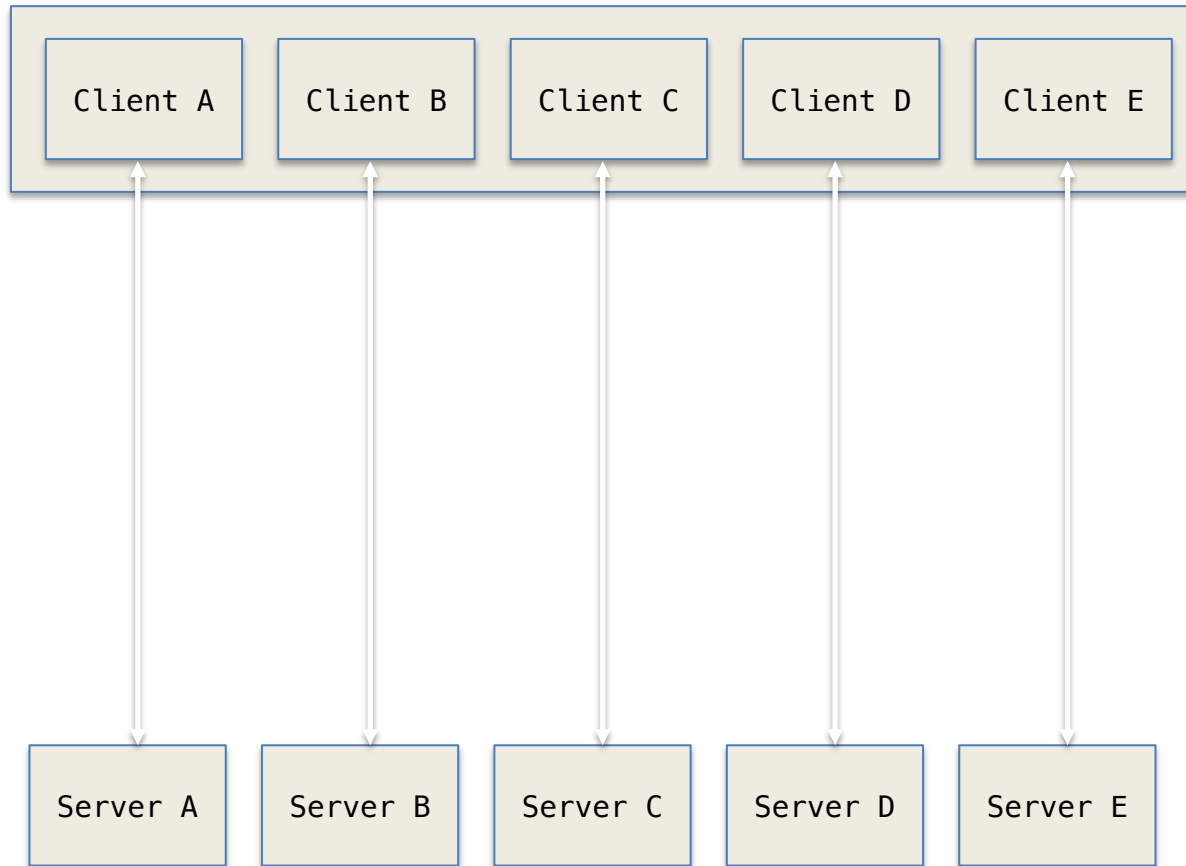 Client A
Client B
Client C
Client D
Client E
Server A
Server B
Server C
Server D
Server E